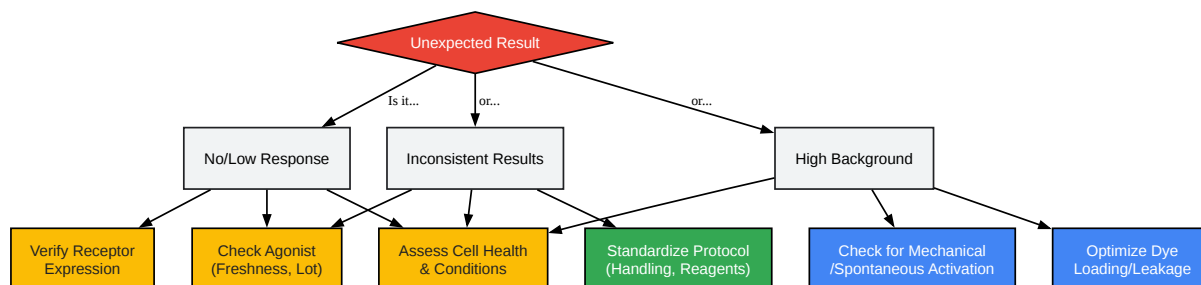 Unexpected Result
Is it...
or...
or...
No/Low Response
Inconsistent Results
High Background
Verify Receptor
Expression
Check Agonist
(Freshness, Lot)
Assess Cell Health
& Conditions
Standardize Protocol
(Handling, Reagents)
Check for Mechanical
/Spontaneous Activation
Optimize Dye
Loading/Leakage